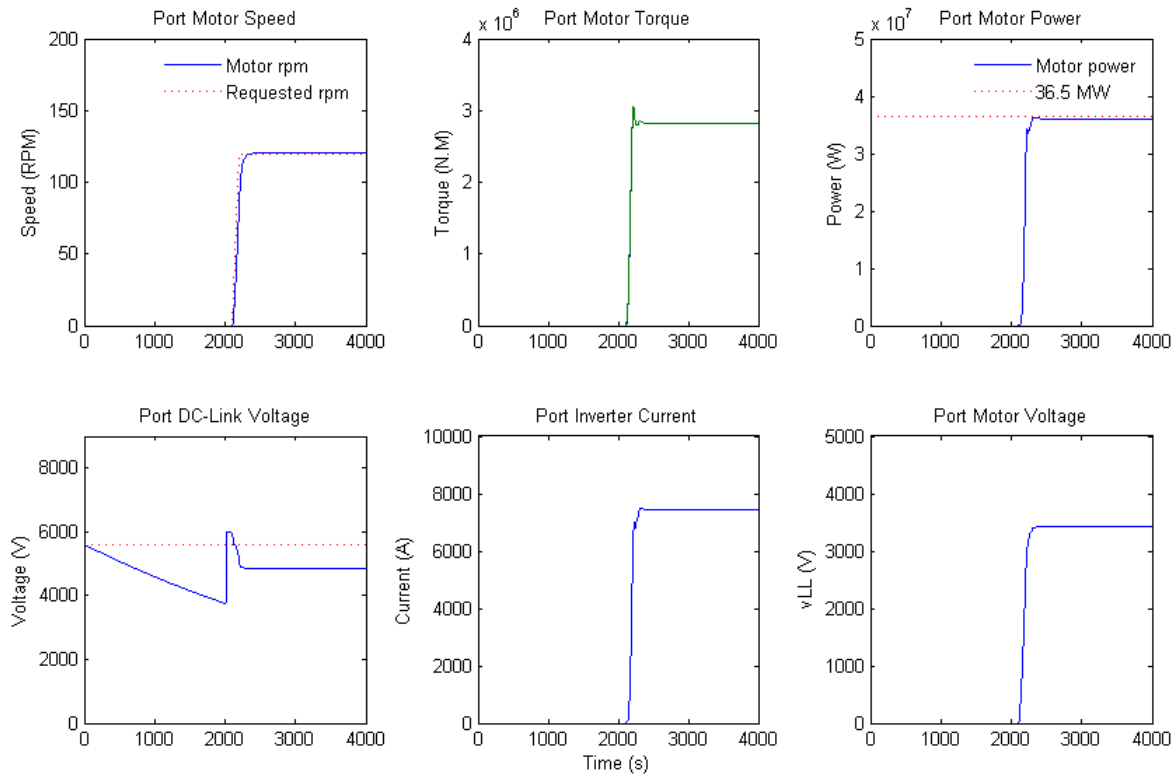 Port Motor Speed
200
150
100
50
0
0 1000 2000 3000 4000
Speed (RPM)
Motor rpm
Requested rpm
Port Motor Torque
x 10^6
4
3
2
1
0
0 1000 2000 3000 4000
Torque (N.M)
Port Motor Power
x 10^7
5
4
3
2
1
0
0 1000 2000 3000 4000
Power (W)
Motor power
36.5 MW
Port DC-Link Voltage
8000
6000
4000
2000
0
0 1000 2000 3000 4000
Voltage (V)
Port Inverter Current
10000
8000
6000
4000
2000
0
0 1000 2000 3000 4000
Current (A)
Time (s)
Port Motor Voltage
5000
4000
3000
2000
1000
0
0 1000 2000 3000 4000
vLL (V)